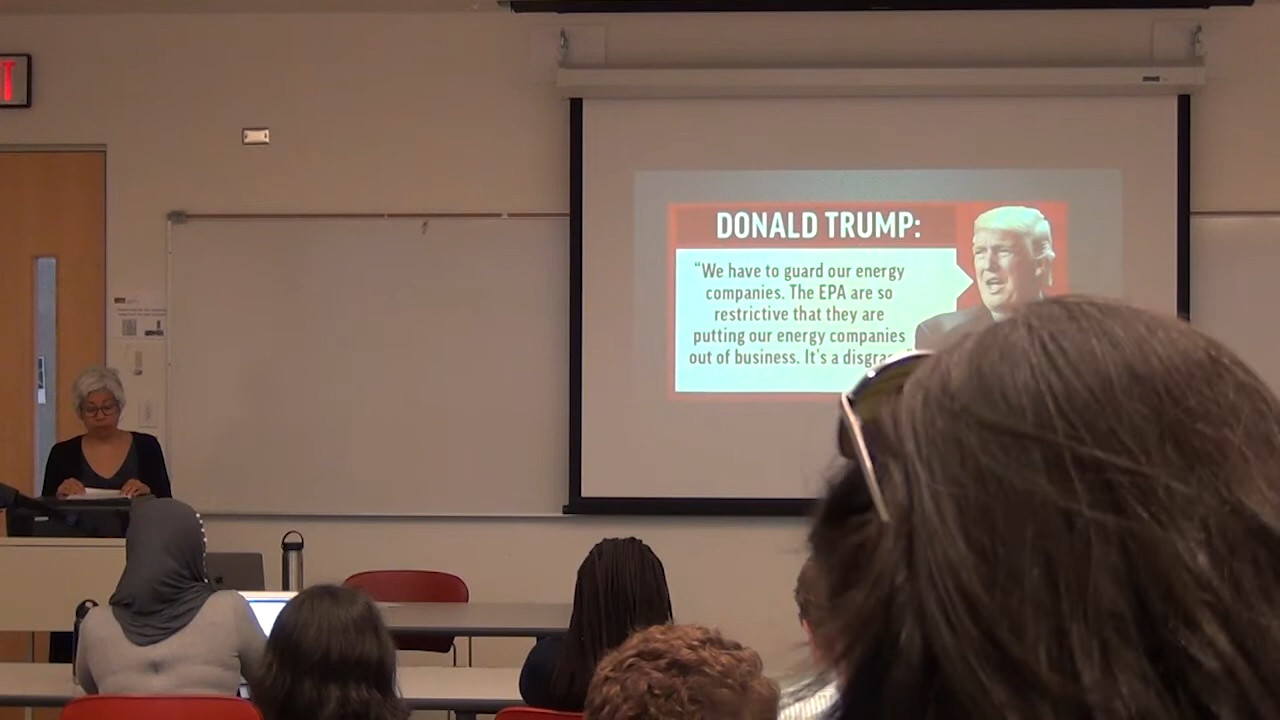 T
DONALD TRUMP:
“We have to guard our energy
companies. The EPA are so
restrictive that they are
putting our energy companies
out of business. It's a